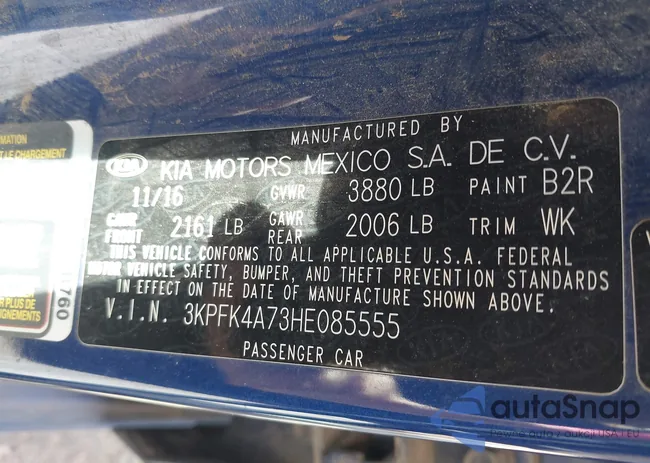 MANUFACTURED BY
KIA KIA MOTORS MEXICO S.A. DE C.V.
11/16 GVWR 3880 LB PAINT B2R
GAWR FRONT 2161 LB GAWR REAR 2006 LB TRIM WK
THIS VEHICLE CONFORMS TO ALL APPLICABLE U.S.A. FEDERAL
MOTOR VEHICLE SAFETY, BUMPER, AND THEFT PREVENTION STANDARDS
IN EFFECT ON THE DATE OF MANUFACTURE SHOWN ABOVE.
V.I.N. 3KPFK4A73HE085555
PASSENGER CAR
autaSnap